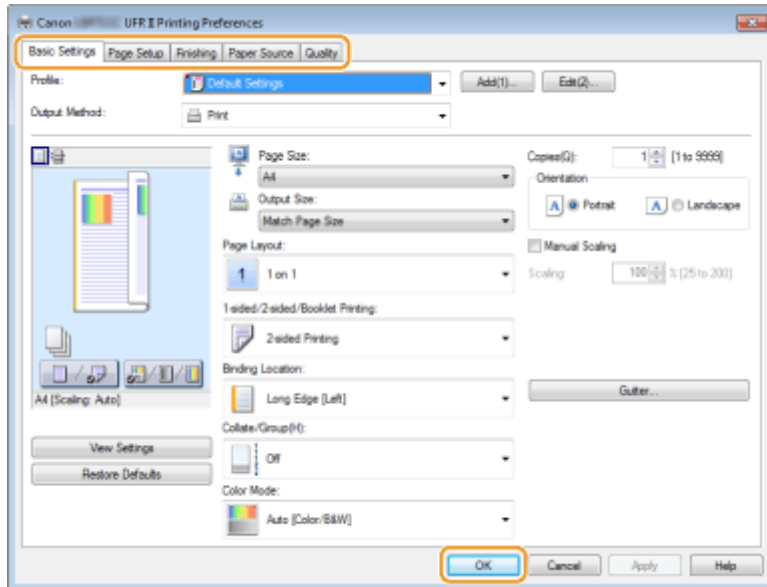 Canon UFR II Printing Preferences
Basic Settings Page Setup Finishing Paper Source Quality
Profile: Default Settings Add(1)... Edit(2)...
Output Method: Print
Page Size:
A4
Output Size:
Match Page Size
Copies(Q): 1 [1 to 9999]
Orientation
A Portrait A Landscape
Page Layout:
1 1 on 1
Manual Scaling
Scaling: 100 % [25 to 200]
1-sided/2-sided/Booklet Printing:
2-sided Printing
Binding Location:
Long Edge [Left]
Gutter...
A4 [Scaling: Auto]
Collate/Group(H):
Off
View Settings
Restore Defaults
Color Mode:
Auto [Color/B&W]
OK Cancel Apply Help